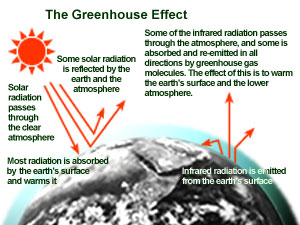 The Greenhouse Effect
Some solar radiation
is reflected by the
earth and the
atmosphere
Some of the infrared radiation passes
through the atmosphere, and some is
absorbed and re-emitted in all
directions by greenhouse gas
molecules. The effect of this is to warm
the earth's surface and the lower
atmosphere.
Solar
radiation
passes
through
the clear
atmosphere
Most radiation is absorbed
by the earth's surface
and warms it
Infrared radiation is emitted
from the earth's surface